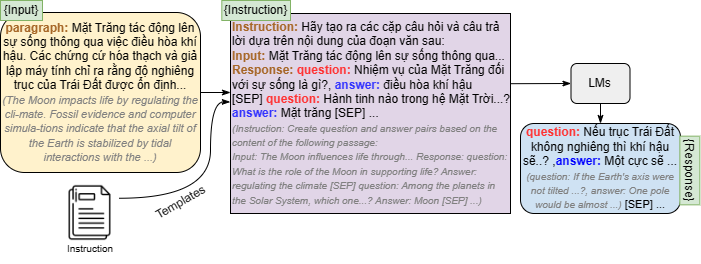 {Input}
paragraph: Mặt Trăng tác động lên
sự sống thông qua việc điều hòa khí
hậu. Các chứng cứ hóa thạch và giả
lập máy tính chỉ ra rằng độ nghiêng
trục của Trái Đất được ổn định...
(The Moon impacts life by regulating the
cli-mate. Fossil evidence and computer
simula-tions indicate that the axial tilt of
the Earth is stabilized by tidal
interactions with the ...)
Instruction
Templates
{Instruction}
Instruction: Hãy tạo ra các cặp câu hỏi và câu trả
lời dựa trên nội dung của đoạn văn sau:
Input: Mặt Trăng tác động lên sự sống thông qua...
Response: question: Nhiệm vụ của Mặt Trăng đối
với sự sống là gì?, answer: điều hòa khí hậu
[SEP] question: Hành tinh nào trong hệ Mặt Trời...?
answer: Mặt trăng [SEP] ...
(Instruction: Create question and answer pairs based on the
content of the following passage:
Input: The Moon influences life through... Response: question:
What is the role of the Moon in supporting life? Answer:
regulating the climate [SEP] question: Among the planets in
the Solar System, which one...? Answer: Moon [SEP] ...)
LMs
question: Nếu trục Trái Đất
không nghiêng thì khí hậu
sẽ..? ,answer: Một cực sẽ ...
(question: If the Earth's axis were
not tilted ...?, answer: One pole
would be almost ...) [SEP] ...
{Response}